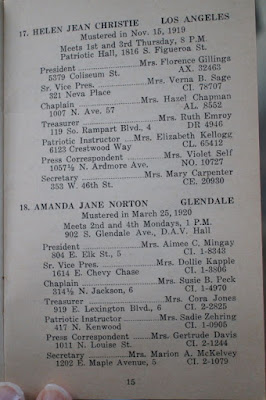 17. HELEN JEAN CHRISTIE LOS ANGELES
Mustered in Nov. 15, 1919
Meets 1st and 3rd Thursday, 8 P.M.
Patriotic Hall, 1816 S. Figueroa St.
President Mrs. Florence Gillings
5379 Coliseum St. AX. 32463
Sr. Vice Pres. Mrs. Verna B. Sage
321 Neva Place CL. 78707
Chaplain Mrs. Hazel Chapman
1007 N. Ave. 57 AL. 8552
Treasurer Mrs. Ruth Emroy
119 So. Rampart Blvd., 4 DR 4946
Patriotic Instructor Mrs. Elizabeth Kellogg
6123 Crestwood Way CL. 65412
Press Correspondent Mrs. Violet Self
1057½ N. Ardmore Ave. NO. 10727
Secretary Mrs. Mary Carpenter
353 W. 46th St. CE. 20930
18. AMANDA JANE NORTON GLENDALE
Mustered in March 25, 1920
Meets 2nd and 4th Mondays, 1 P.M.
902 S. Glendale Ave., D.A.V. Hall
President Mrs. Aimee C. Mingay
804 E. Elk St., 5 CI. 1-8343
Sr. Vice Pres. Mrs. Dollie Kapple
1614 E. Chevy Chase CI. 1-3806
Chaplain Mrs. Susie B. Peck
314½ N. Jackson, 6 CI. 1-4970
Treasurer Mrs. Cora Jones
919 E. Lexington Blvd., 6 CI. 2-2825
Patriotic Instructor Mrs. Sadie Zehring
417 N. Kenwood CI. 1-0905
Press Correspondent Mrs. Gertrude Davis
1011 N. Louise St. CI. 2-1244
Secretary Mrs. Marion A. McKelvey
1202 E. Maple Avenue, 5 CI. 2-1079
15